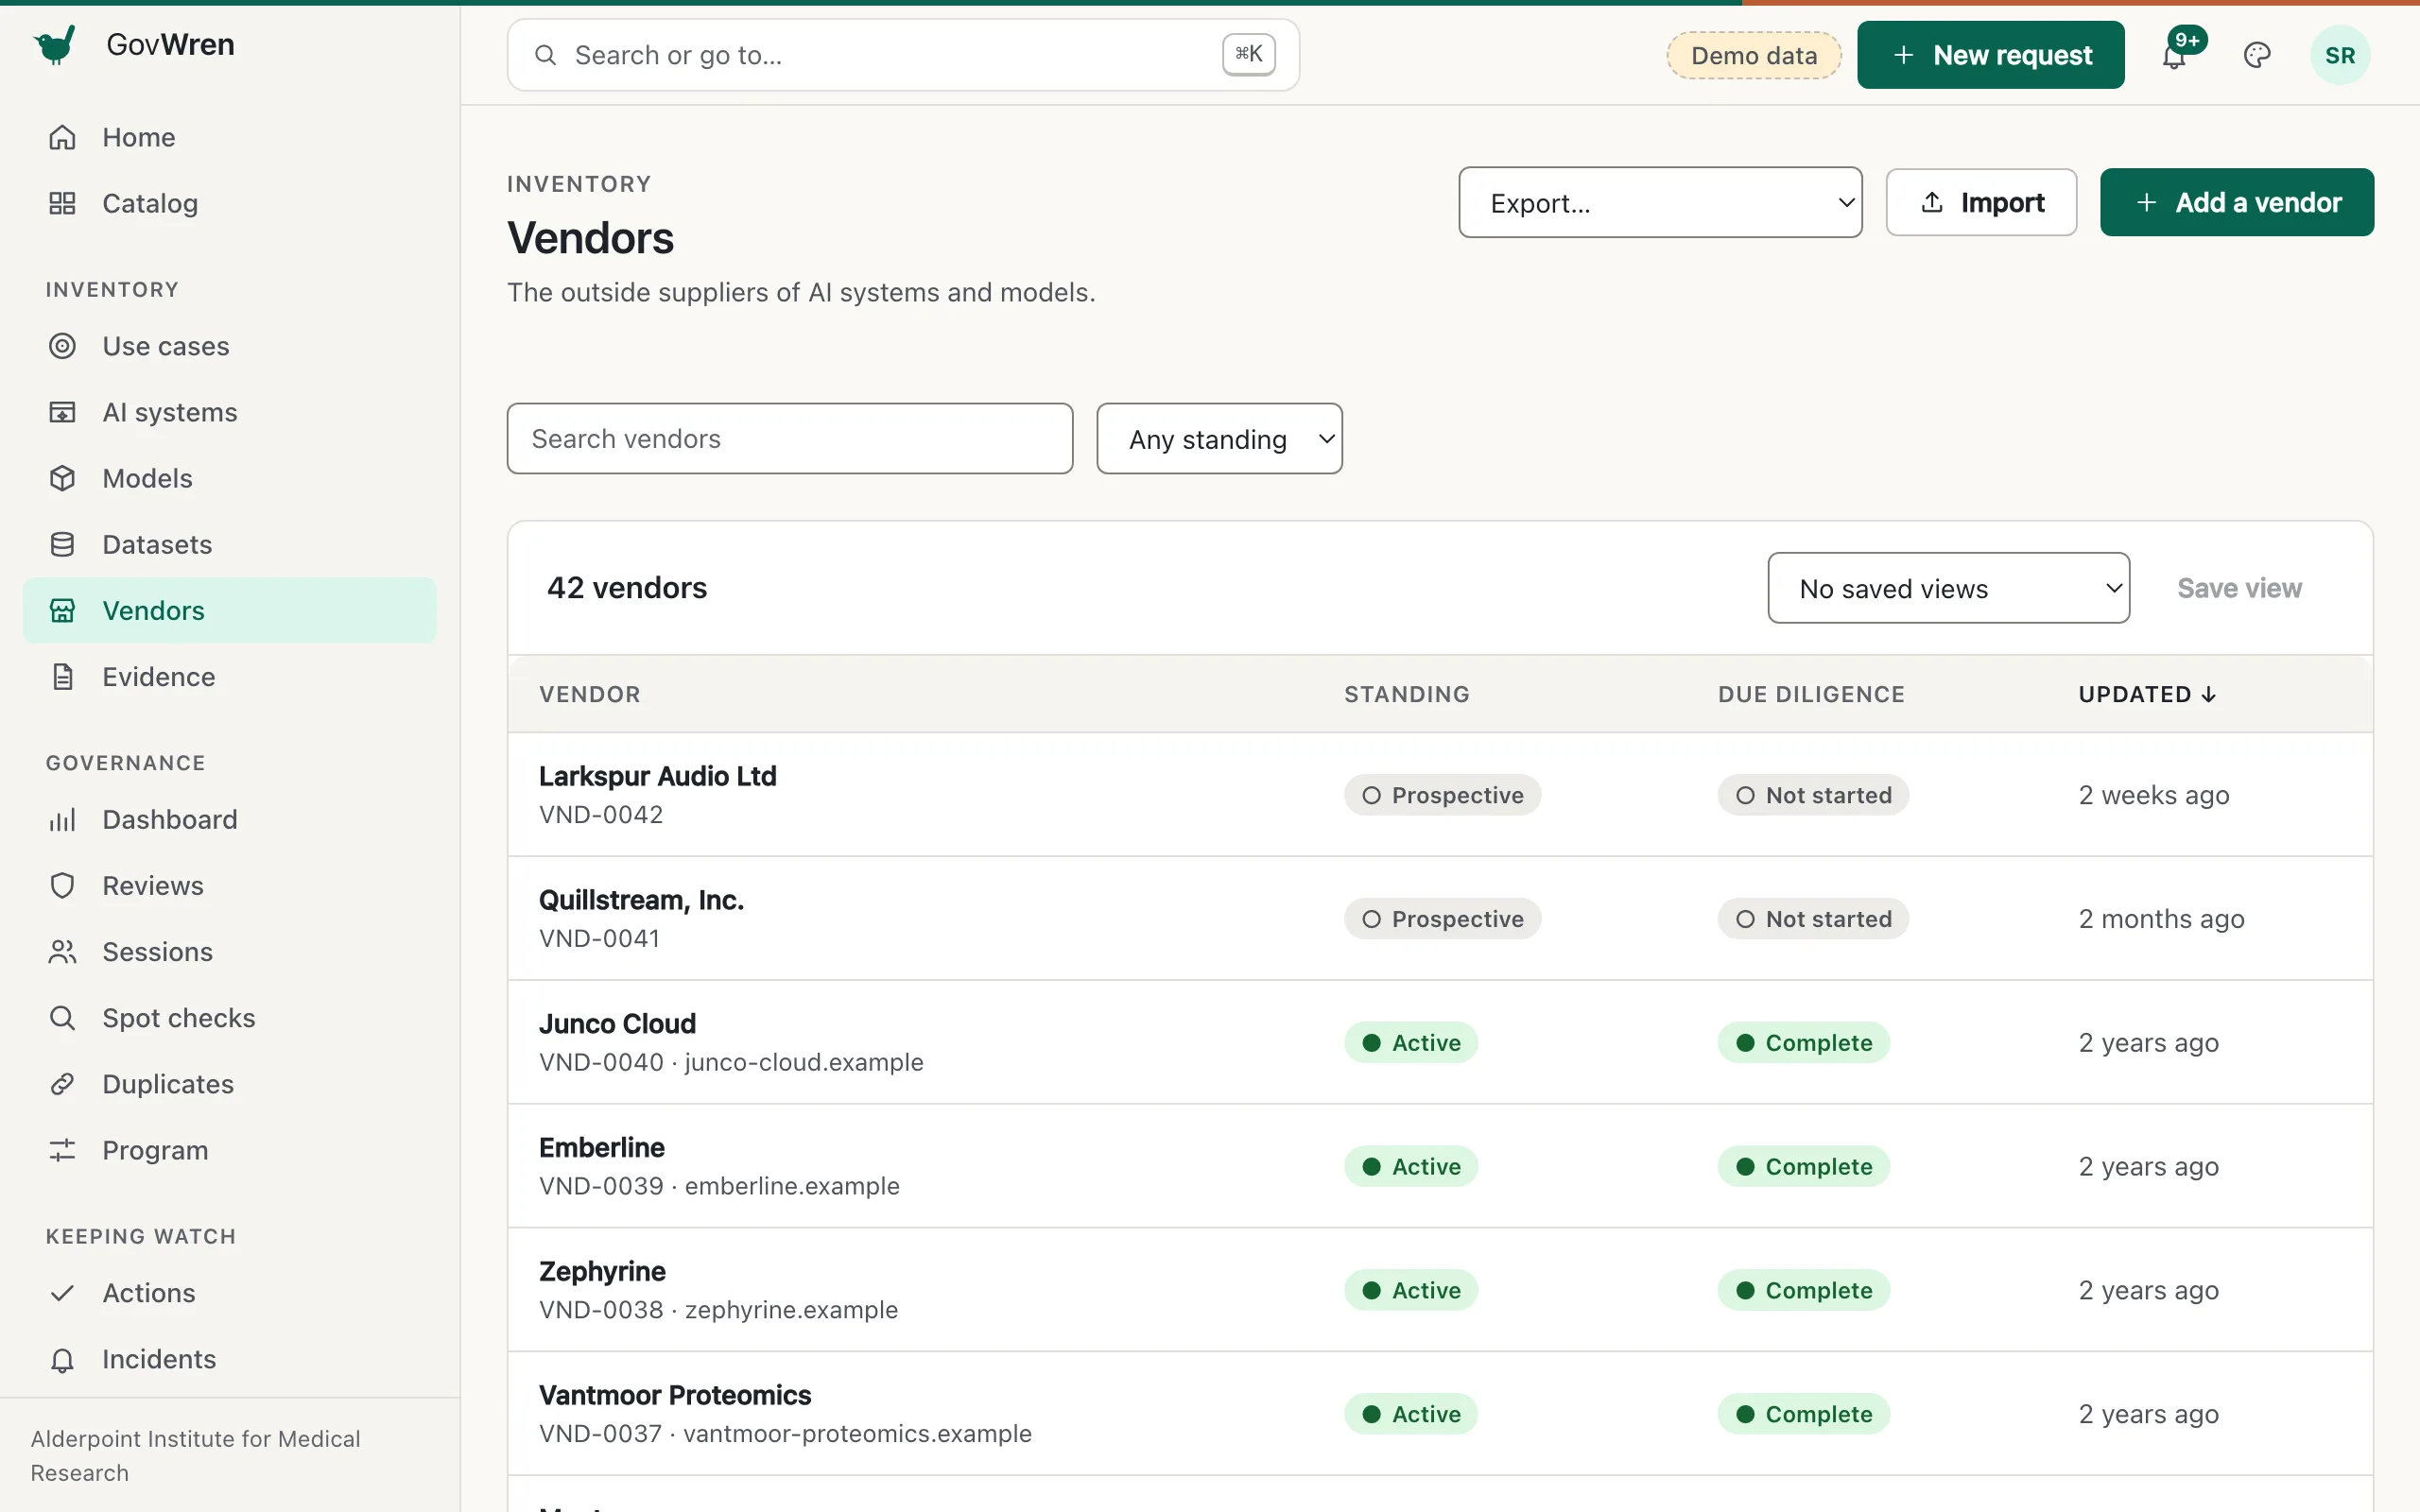 GovWren
Home
Catalog
INVENTORY
Use cases
AI systems
Models
Datasets
Vendors
Evidence
GOVERNANCE
Dashboard
Reviews
Sessions
Spot checks
Duplicates
Program
KEEPING WATCH
Actions
Incidents
Alderpoint Institute for Medical
Research
Search or go to... ⌘K
Demo data
+ New request
9+
SR
INVENTORY
Vendors
The outside suppliers of AI systems and models.
Export...
Import
+ Add a vendor
Search vendors
Any standing
42 vendors
No saved views
Save view
VENDOR STANDING DUE DILIGENCE UPDATED ↓
Larkspur Audio Ltd
VND-0042
Prospective Not started 2 weeks ago
Quillstream, Inc.
VND-0041
Prospective Not started 2 months ago
Junco Cloud
VND-0040 · junco-cloud.example
Active Complete 2 years ago
Emberline
VND-0039 · emberline.example
Active Complete 2 years ago
Zephyrine
VND-0038 · zephyrine.example
Active Complete 2 years ago
Vantmoor Proteomics
VND-0037 · vantmoor-proteomics.example
Active Complete 2 years ago